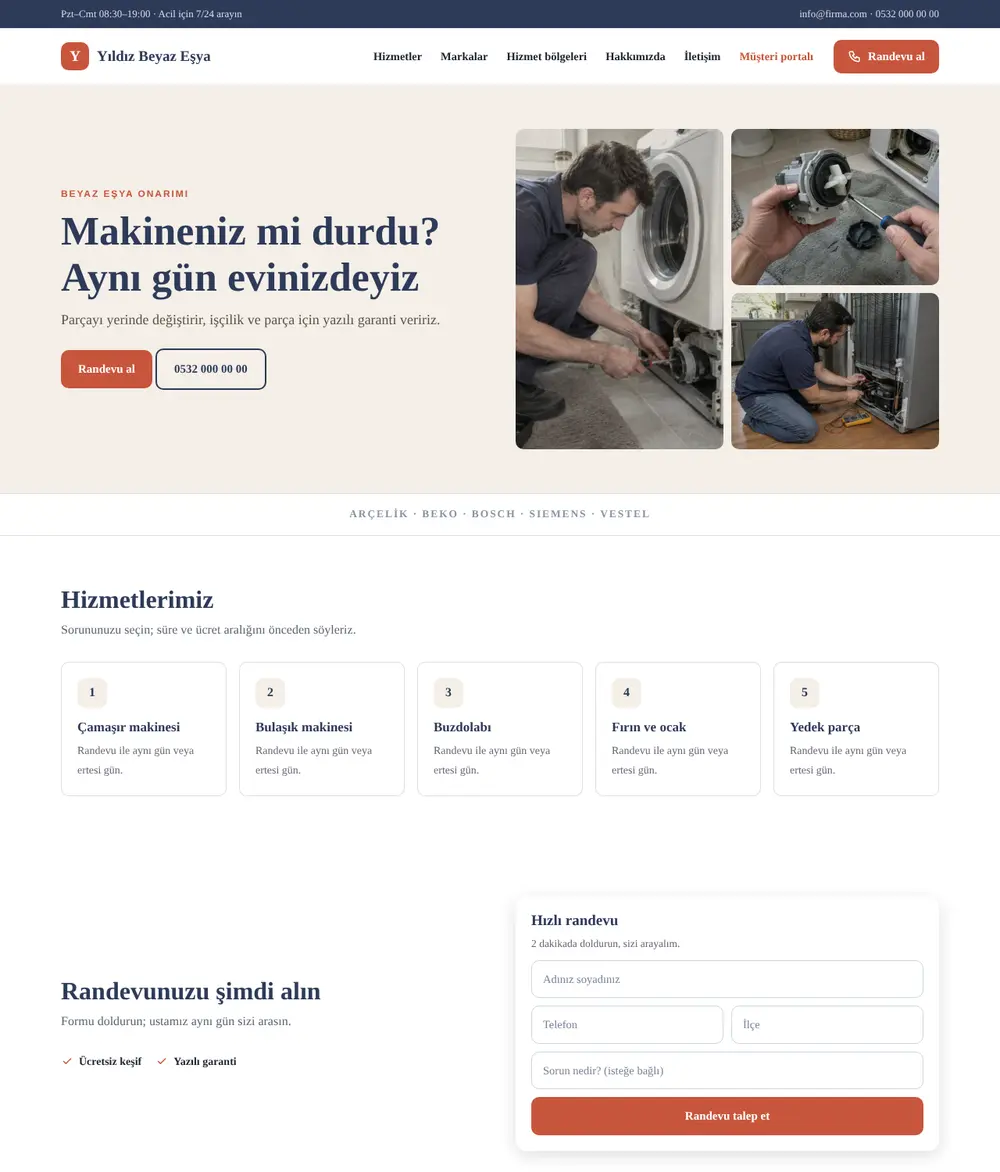 Pzt–Cmt 08:30–19:00 · Acil için 7/24 arayın
info@firma.com · 0532 000 00 00
Y Yıldız Beyaz Eşya
Hizmetler Markalar Hizmet bölgeleri Hakkımızda İletişim Müşteri portalı Randevu al
BEYAZ EŞYA ONARIMI
Makineniz mi durdu?
Aynı gün evinizdeyiz
Parçayı yerinde değiştirir, işçilik ve parça için yazılı garanti veririz.
Randevu al 0532 000 00 00
ARÇELİK · BEKO · BOSCH · SIEMENS · VESTEL
Hizmetlerimiz
Sorununuzu seçin; süre ve ücret aralığını önceden söyleriz.
1
Çamaşır makinesi
Randevu ile aynı gün veya
ertesi gün.
2
Bulaşık makinesi
Randevu ile aynı gün veya
ertesi gün.
3
Buzdolabı
Randevu ile aynı gün veya
ertesi gün.
4
Fırın ve ocak
Randevu ile aynı gün veya
ertesi gün.
5
Yedek parça
Randevu ile aynı gün veya
ertesi gün.
Randevunuzu şimdi alın
Formu doldurun; ustamız aynı gün sizi arasın.
Ücretsiz keşif Yazılı garanti
Hızlı randevu
2 dakikada doldurun, sizi arayalım.
Adınız soyadınız
Telefon İlçe
Sorun nedir? (isteğe bağlı)
Randevu talep et